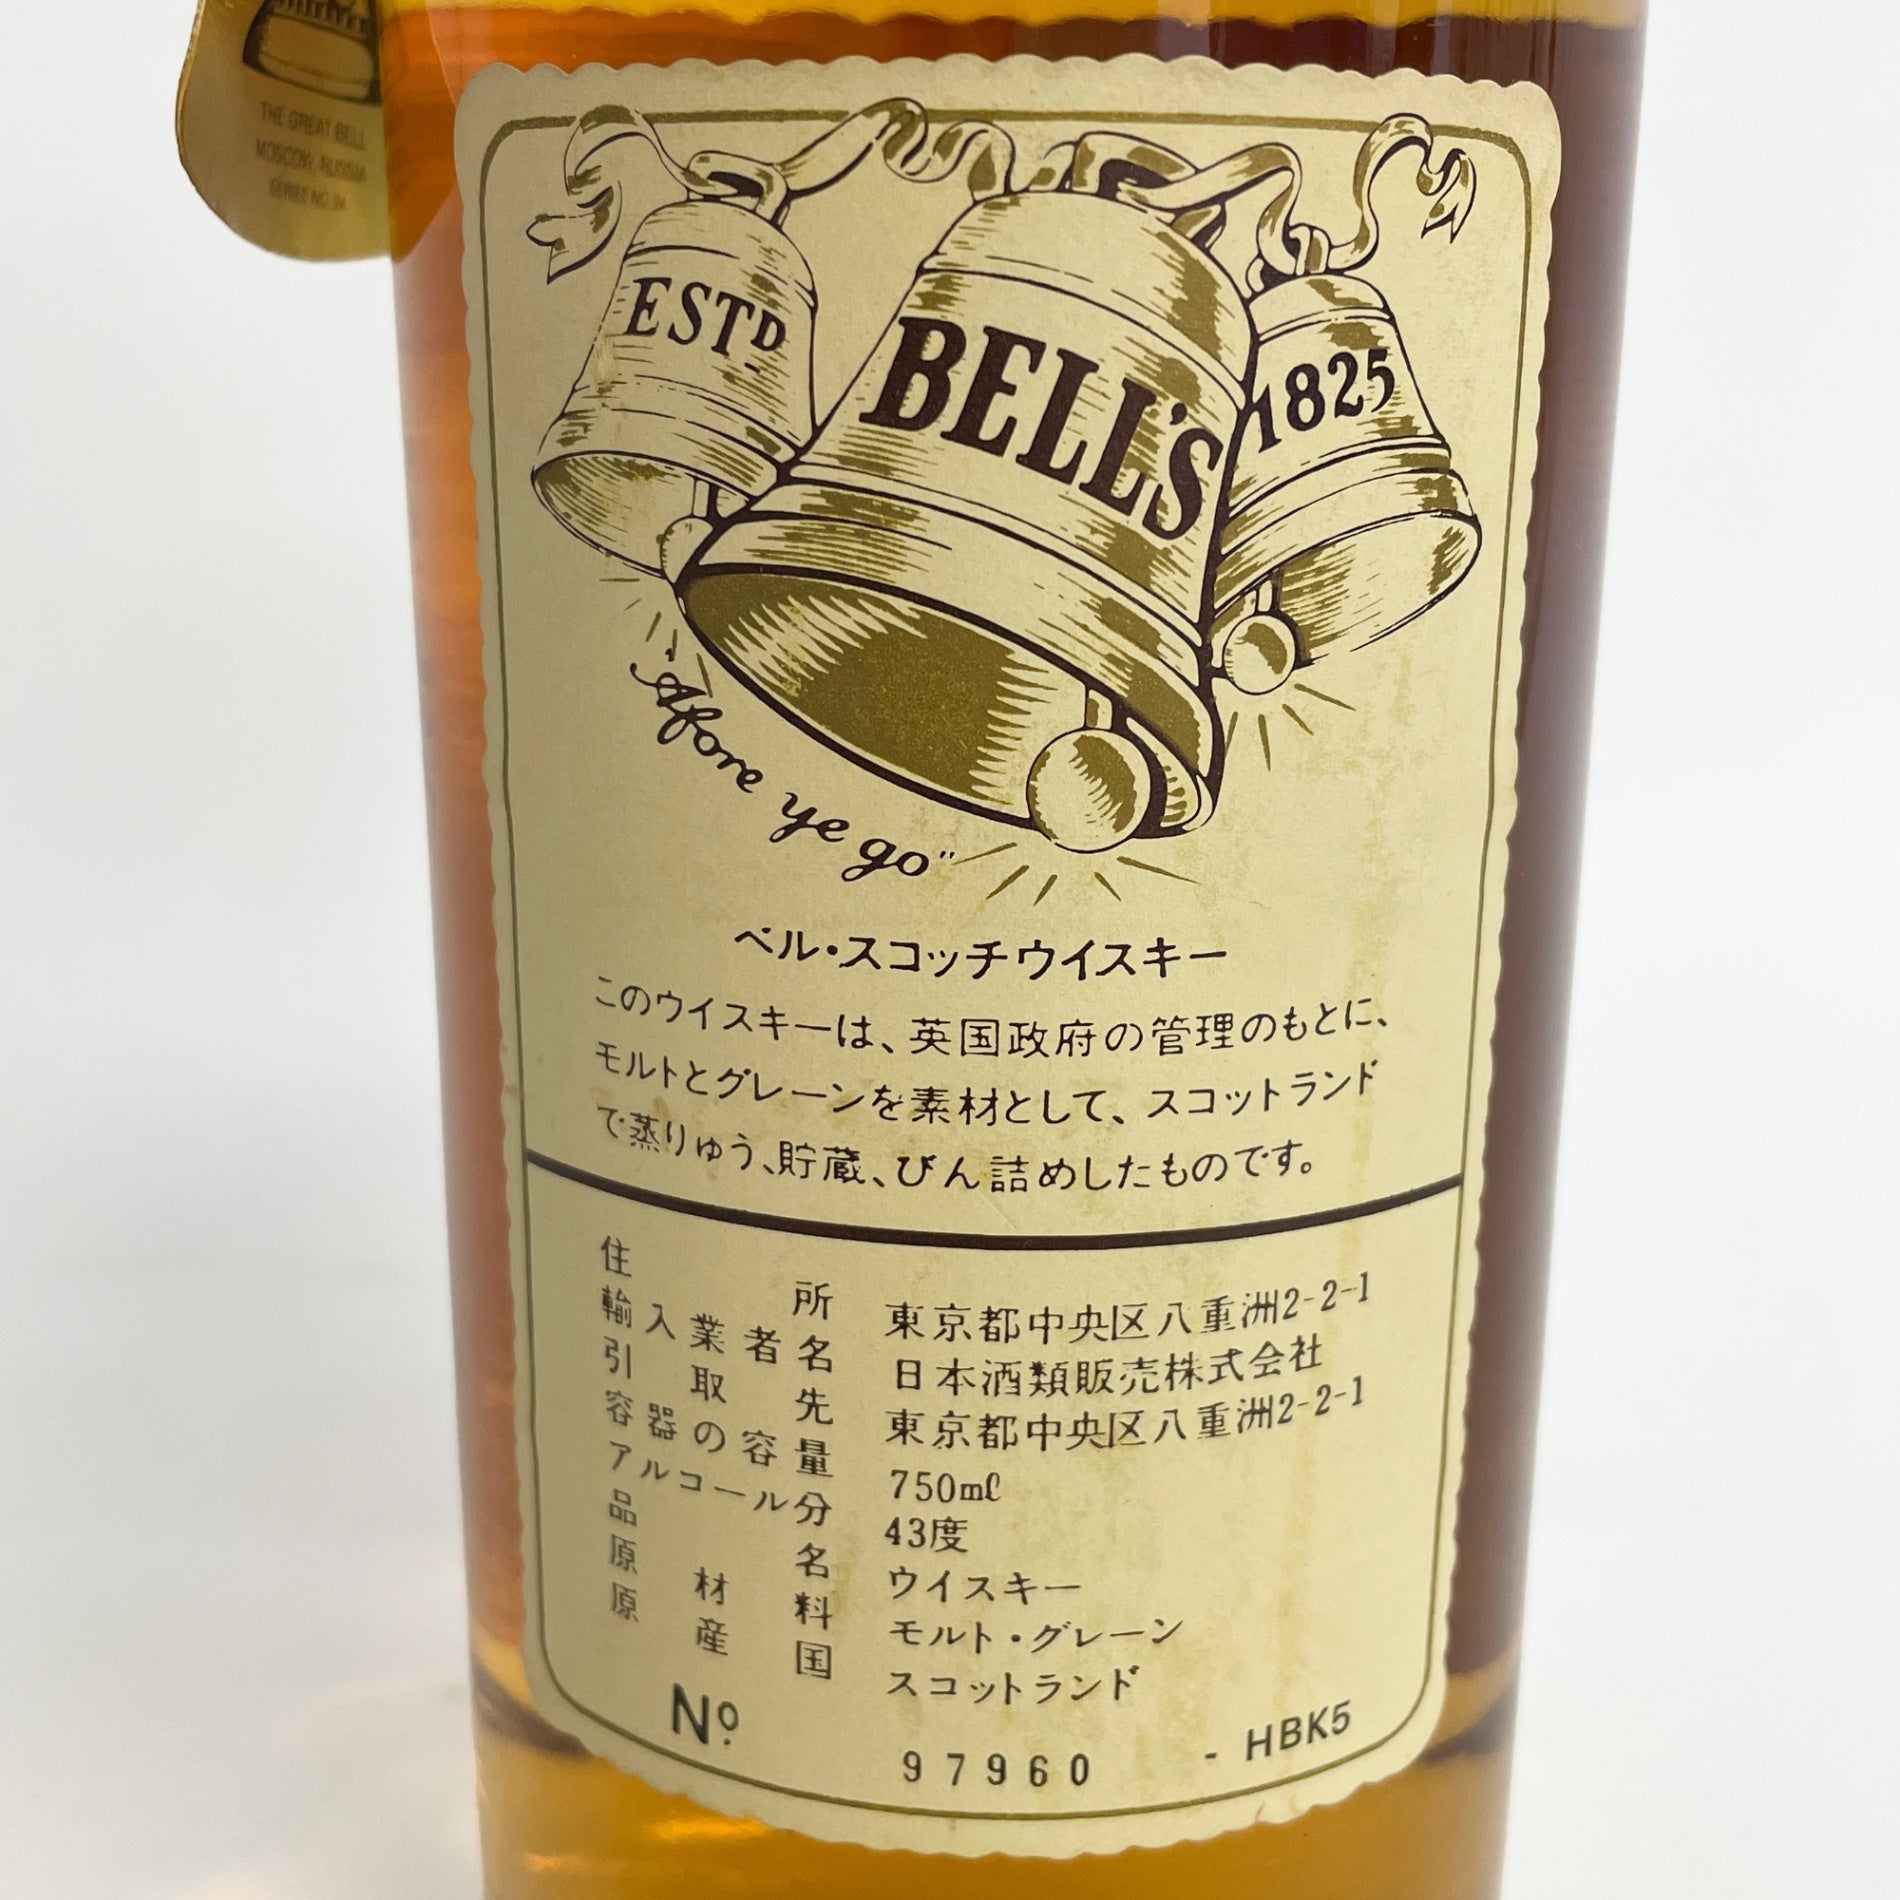 THE GREAT BELL
MOSCOW, RUSSIA
SERIES NO. 34
ESTD
BELL'S
1825
"Afore ye go"
ベル・スコッチウイスキー
このウイスキーは、英国政府の管理のもとに、
モルトとグレーンを素材として、スコットランド
で蒸りゅう、貯蔵、びん詰めしたものです。
住所 東京都中央区八重洲2-2-1
輸入業者名 日本酒類販売株式会社
引取先 東京都中央区八重洲2-2-1
容器の容量 750mℓ
アルコール分 43度
品名 ウイスキー
原材料 モルト・グレーン
原産国 スコットランド
No. 97960 - HBK5